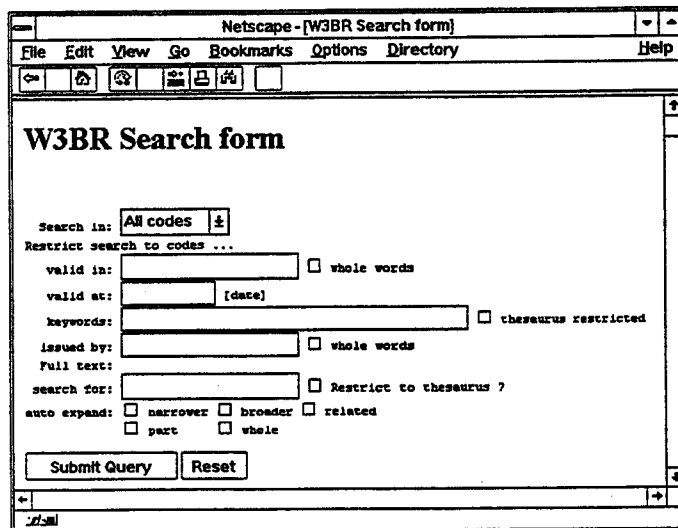 Netscape - [W3BR Search form]
File Edit View Go Bookmarks Options Directory Help
W3BR Search form
Search in: All codes
Restrict search to codes ...
valid in: whole words
valid at: [date]
keywords: thesaurus restricted
issued by: whole words
Full text:
search for: Restrict to thesaurus ?
auto expand: narrower broader related
part whole
Submit Query Reset